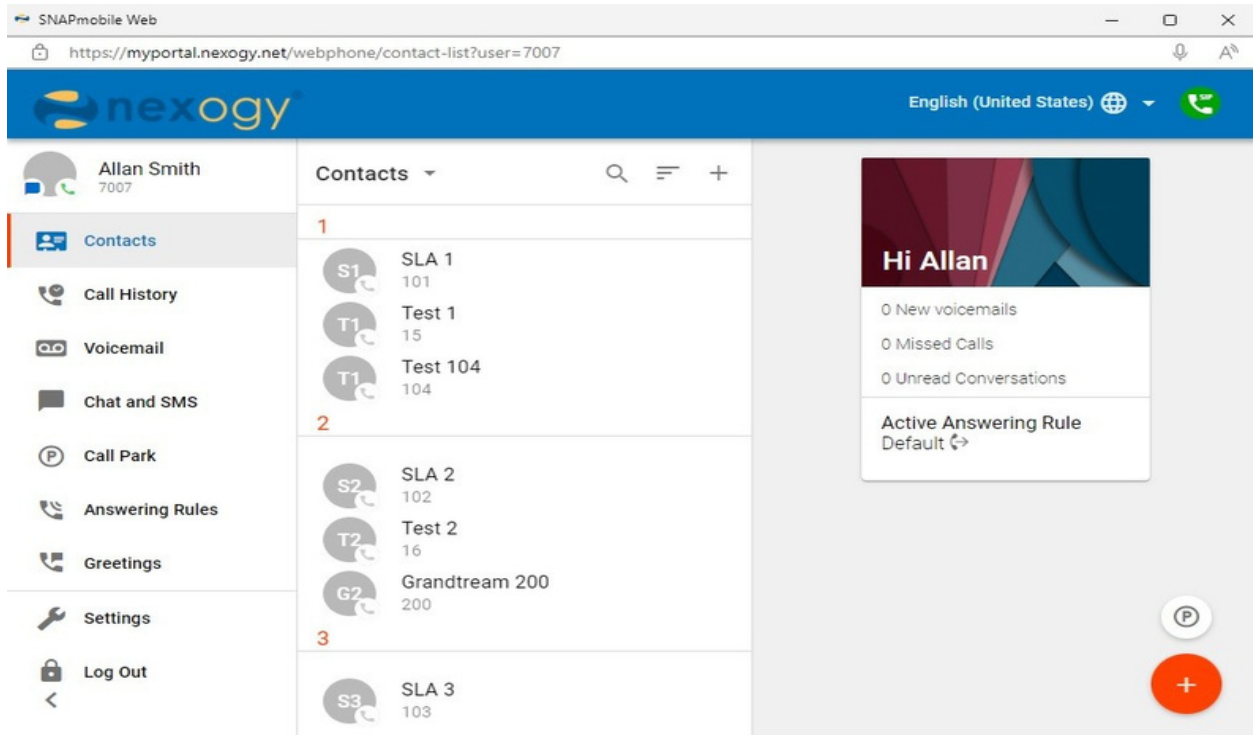 SNAPmobile Web
https://myportal.nexogy.net/webphone/contact-list?user=7007
nexogy
English (United States)
Allan Smith
7007
Contacts
Call History
Voicemail
Chat and SMS
P
Call Park
Answering Rules
Greetings
Settings
Log Out
Contacts
1
S1
SLA 1
101
T1
Test 1
15
T1
Test 104
104
2
S2
SLA 2
102
T2
Test 2
16
G2
Grandtream 200
200
3
S3
SLA 3
103
Hi Allan
0 New voicemails
0 Missed Calls
0 Unread Conversations
Active Answering Rule
Default
P